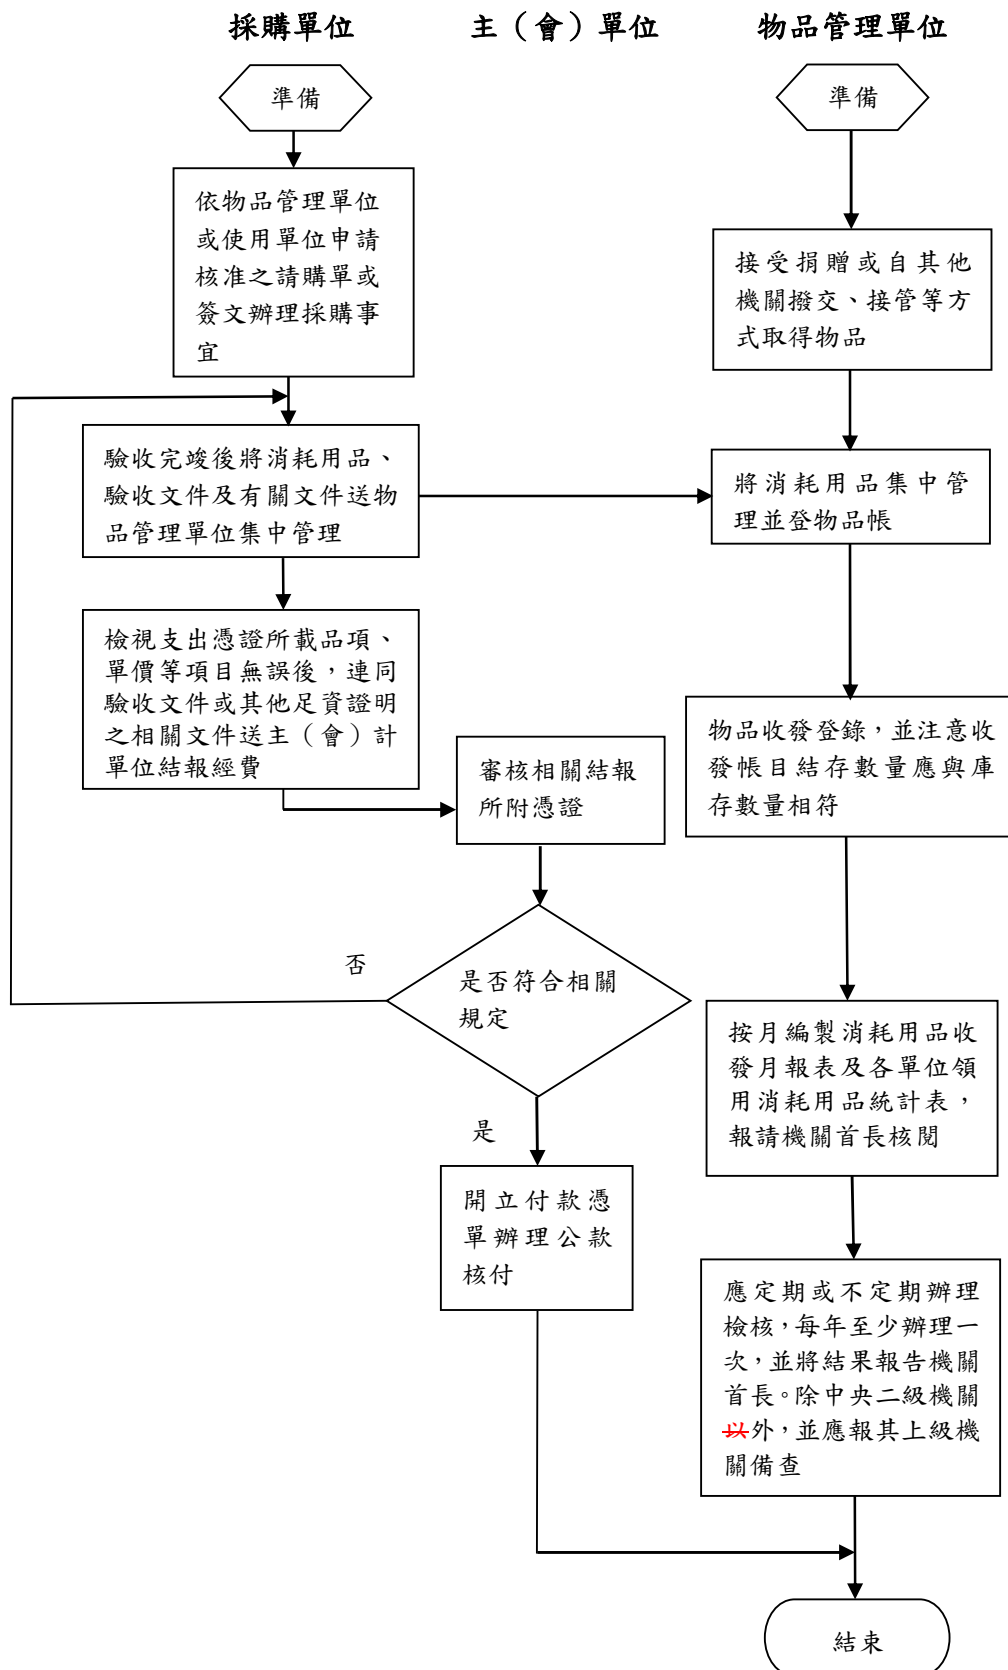 採購單位
主（會）單位
物品管理單位
準備
準備
依物品管理單位
或使用單位申請
核准之請購單或
簽文辦理採購事
宜
接受捐贈或自其他
機關撥交、接管等方
式取得物品
驗收完竣後將消耗用品、
驗收文件及有關文件送物
品管理單位集中管理
將消耗用品集中管
理並登物品帳
檢視支出憑證所載品項、
單價等項目無誤後，連同
驗收文件或其他足資證明
之相關文件送主（會）計
單位結報經費
審核相關結報
所附憑證
物品收發登錄，並注意收
發帳目結存數量應與庫
存數量相符
否
是否符合相關
規定
按月編製消耗用品收
發月報表及各單位領
用消耗用品統計表，
報請機關首長核閱
是
開立付款憑
單辦理公款
核付
應定期或不定期辦理
檢核，每年至少辦理一
次，並將結果報告機關
首長。除中央二級機關
以外，並應報其上級機
關備查
結束